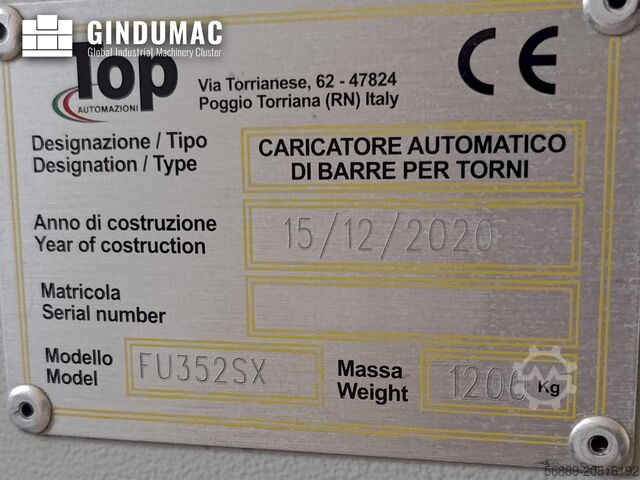 GINDUMAC
Global Industrial Machinery Cluster
Top
AUTOMAZIONI
Via Torrianese, 62 - 47824
Poggio Torriana (RN) Italy
CE
Designazione / Tipo
Designation / Type
CARICATORE AUTOMATICO
DI BARRE PER TORNI
Anno di costruzione
Year of costruction
15/12/2020
Matricola
Serial number
Modello
Model
FU352SX
Massa
Weight
1206 Kg
56889-20818192